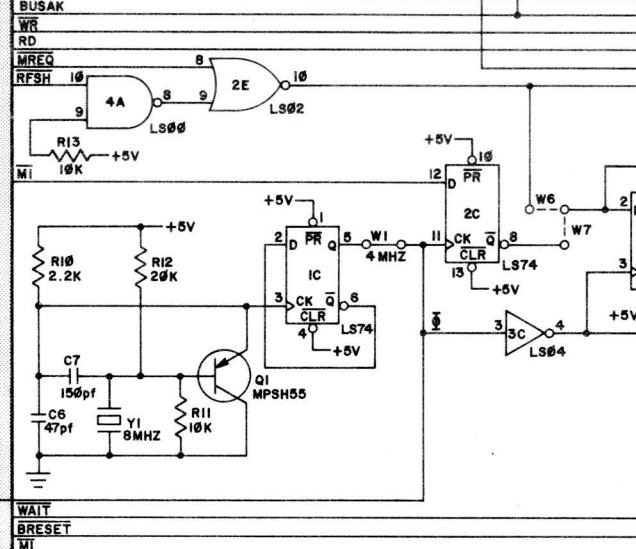 BUSAK
WR
RD
MREQ
RFSH
10
9
4A
8
LS00
8
9
2E
10
LS02
R13
10K
+5V
M1
+5V
10
12
D
PR
2C
11
CK
Q
8
CLR
13
LS74
+5V
W6
W7
2
3
+5V
+5V
1
2
D
PR
Q
5
W1
4MHZ
1C
3
CK
Q
6
CLR
4
LS74
+5V
Φ
3
3C
4
LS04
+5V
R10
2.2K
R12
20K
C7
150pf
C6
47pf
Y1
8MHZ
R11
10K
Q1
MPSH55
WAIT
BRESET
M1